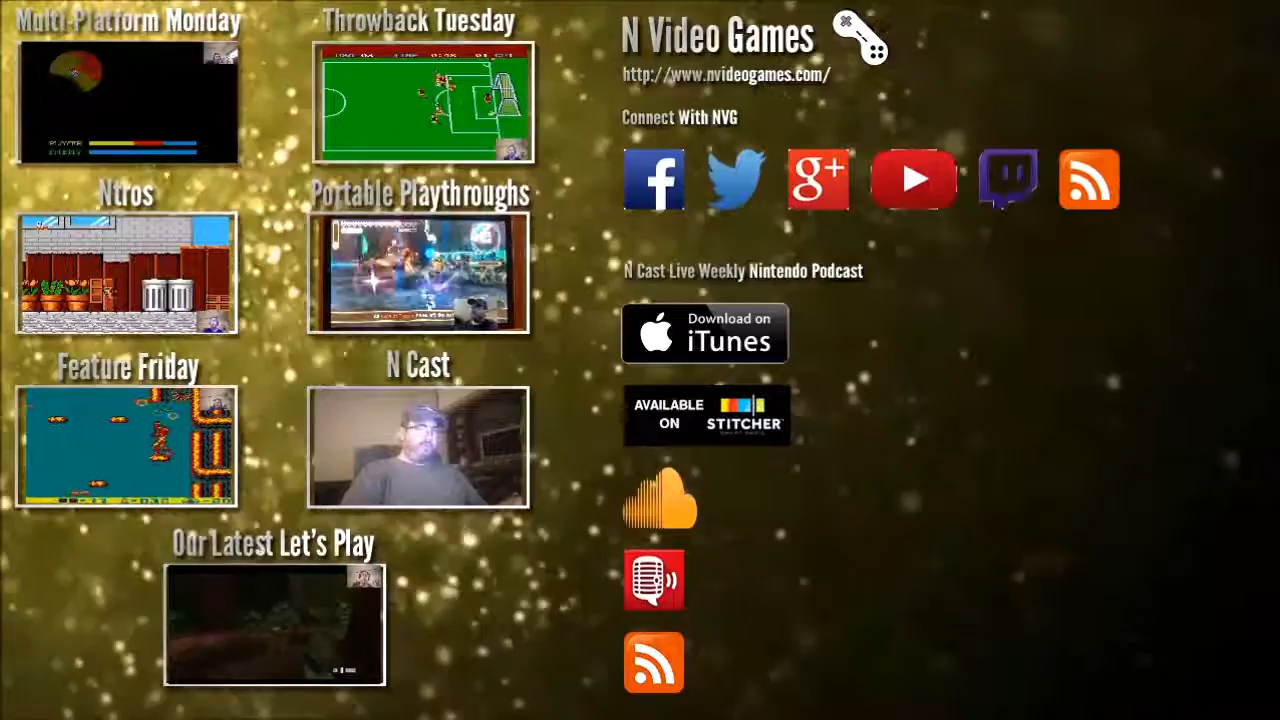 Multi-Platform Monday
Throwback Tuesday
Ntros
Portable Playthroughs
Feature Friday
N Cast
Our Latest Let's Play
N Video Games
http://www.nvideogames.com/
Connect With NVG
f
g+
N Cast Live Weekly Nintendo Podcast
Download on
iTunes
AVAILABLE
ON
STITCHER